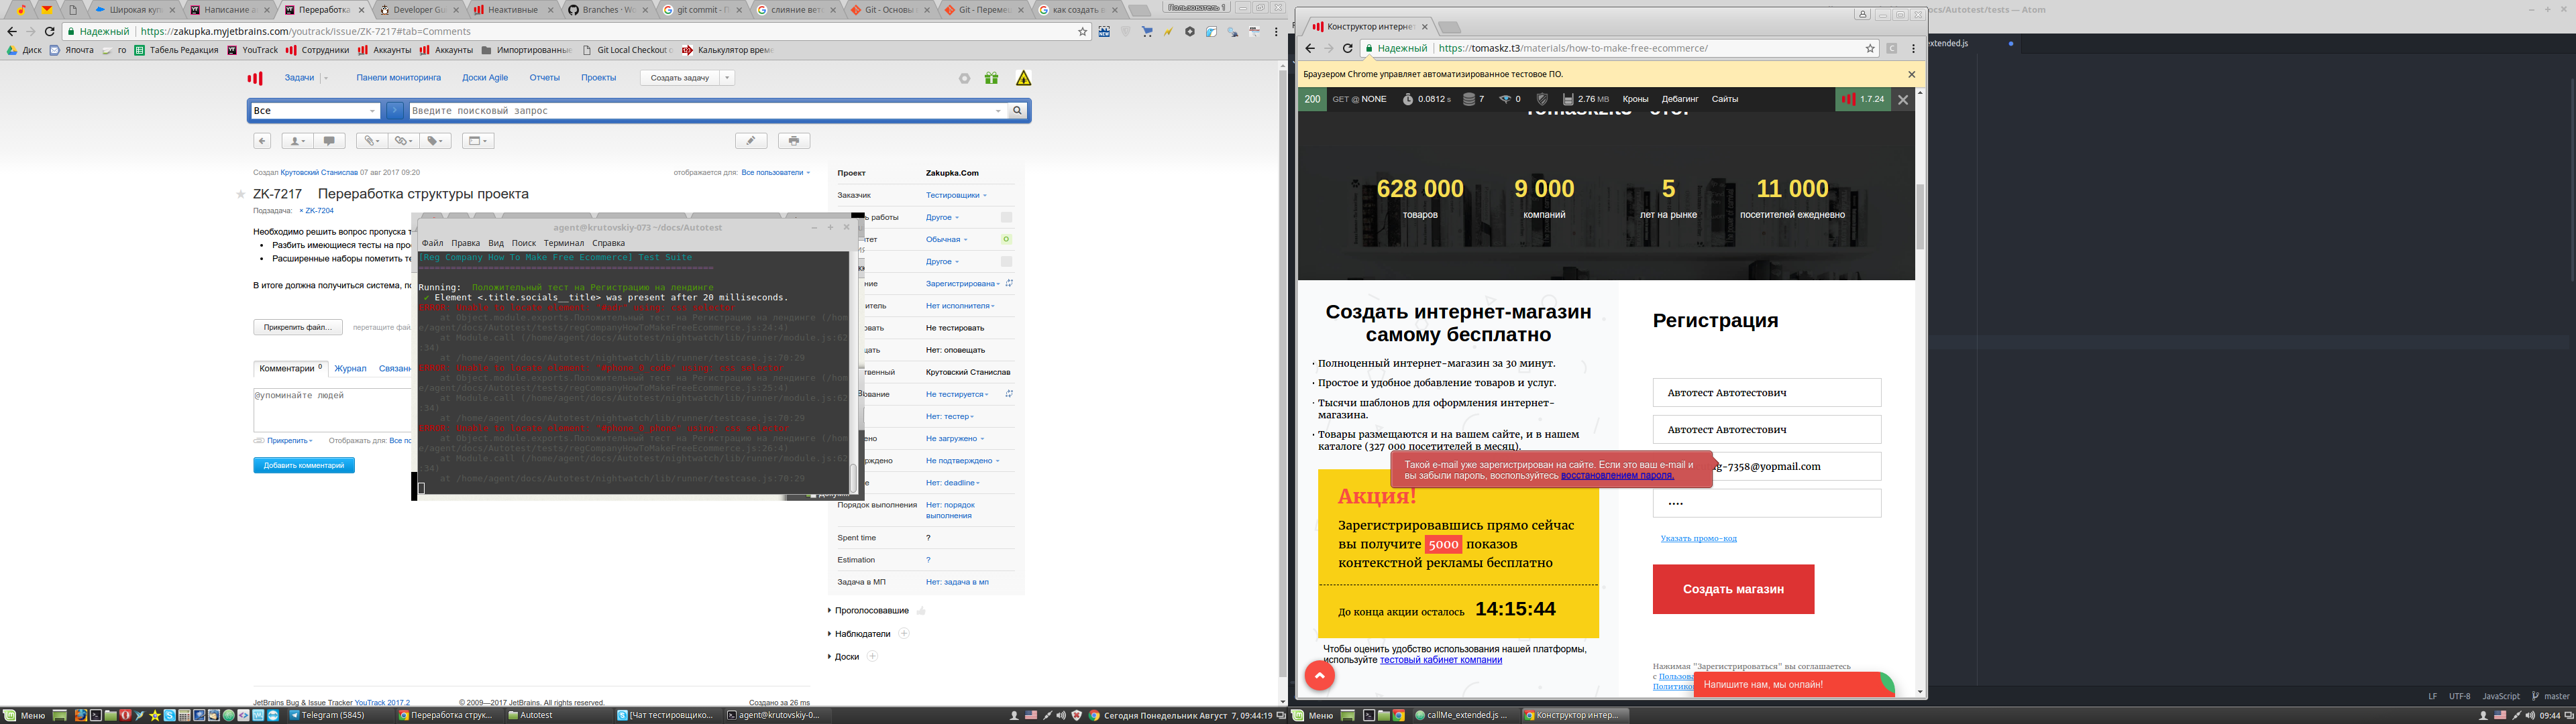 Широкая куп
Написание а
Переработка
Developer Gu
Неактивные
Branches · Wo
git commit - П
слияние вето
Git - Основы
Git - Перемещ
как создать в
Пользователь 1
Надежный
https://zakupka.myjetbrains.com/youtrack/issue/ZK-7217#tab=Comments
Диск
Япочта
го
Табель Редакция
YouTrack
Сотрудники
Аккаунты
Аккаунты
Импортированные
Git Local Checkout
Калькулятор време
Задачи
Панели мониторинга
Доски Agile
Отчеты
Проекты
Создать задачу
Все
Введите поисковый запрос
Создал Крутовский Станислав 07 авг 2017 09:20
отображается для: Все пользователи
ZK-7217 Переработка структуры проекта
Подзадача: × ZK-7204
Необходимо решить вопрос пропуска т
Разбить имеющиеся тесты на про
Расширенные наборы пометить те
В итоге должна получиться система, по
Прикрепить файл…
перетащите фай
Комментарии 0
Журнал
Связанн
@упоминайте людей
Прикрепить
Отображать для: Все по
Добавить комментарий
Проект Zakupka.Com
Заказчик Тестировщики
ь работы Другое
тет Обычная O
Другое
ние Зарегистрирована
итель Нет исполнителя
овать Не тестировать
щать Нет: оповещать
твенный Крутовский Станислав
ование Не тестируется
Нет: тестер
ено Не загружено
рждено Не подтверждено
е Нет: deadline
Порядок выполнения Нет: порядок
выполнения
Spent time ?
Estimation ?
Задача в МП Нет: задача в мп
Проголосовавшие
Наблюдатели
Доски
JetBrains Bug & Issue Tracker YouTrack 2017.2
© 2009—2017 JetBrains. All rights reserved.
Создано за 26 ms
agent@krutovskiy-073 ~/docs/Autotest
Файл Правка Вид Поиск Терминал Справка
[Reg Company How To Make Free Ecommerce] Test Suite
Running: Положительный тест на Регистрацию на лендинге
✔ Element <.title.socials__title> was present after 20 milliseconds.
at Object.module.exports.Положительный тест на Регистрацию на лендинге (/hom
e/agent/docs/Autotest/tests/regCompanyHowToMakeFreeEcommerce.js:24:4)
at Module.call (/home/agent/docs/Autotest/nightwatch/lib/runner/module.js:62
:34)
at /home/agent/docs/Autotest/nightwatch/lib/runner/testcase.js:70:29
at Object.module.exports.Положительный тест на Регистрацию на лендинге (/hom
e/agent/docs/Autotest/tests/regCompanyHowToMakeFreeEcommerce.js:25:4)
at Module.call (/home/agent/docs/Autotest/nightwatch/lib/runner/module.js:62
:34)
at /home/agent/docs/Autotest/nightwatch/lib/runner/testcase.js:70:29
at Object.module.exports.Положительный тест на Регистрацию на лендинге (/hom
e/agent/docs/Autotest/tests/regCompanyHowToMakeFreeEcommerce.js:26:4)
at Module.call (/home/agent/docs/Autotest/nightwatch/lib/runner/module.js:62
:34)
at /home/agent/docs/Autotest/nightwatch/lib/runner/testcase.js:70:29
Меню
Telegram (5845)
Переработка струк...
Autotest
[Чат тестировщико...
agent@krutovskiy-0...
Сегодня Понедельник Август 7, 09:44:19
Конструктор интернет
Надежный
https://tomaskz.t3/materials/how-to-make-free-ecommerce/
Браузером Chrome управляет автоматизированное тестовое ПО.
200 GET @ NONE 0.0812 s 7 0 2.76 MB Кроны Дебагинг Сайты 1.7.24
628 000 9 000 5 11 000
товаров компаний лет на рынке посетителей ежедневно
Создать интернет-магазин
самому бесплатно
· Полноценный интернет-магазин за 30 минут.
· Простое и удобное добавление товаров и услуг.
· Тысячи шаблонов для оформления интернет-
магазина.
· Товары размещаются и на вашем сайте, и в нашем
каталоге (327 000 посетителей в месяц).
Такой e-mail уже зарегистрирован на сайте. Если это ваш e-mail и
вы забыли пароль, воспользуйтесь восстановлением пароля.
Акция!
Зарегистрировавшись прямо сейчас
вы получите 5000 показов
контекстной рекламы бесплатно
До конца акции осталось 14:15:44
Чтобы оценить удобство использования нашей платформы,
используйте тестовый кабинет компании
Регистрация
Автотест Автотестович
Автотест Автотестович
g-7358@yopmail.com
••••
Указать промо-код
Создать магазин
Нажимая "Зарегистрироваться" вы соглашаетесь
с Пользова
Политико
Напишите нам, мы онлайн!
Меню
callMe_extended.js ...
Конструктор интер...
ocs/Autotest/tests — Atom
extended.js
LF UTF-8 JavaScript master
09:44